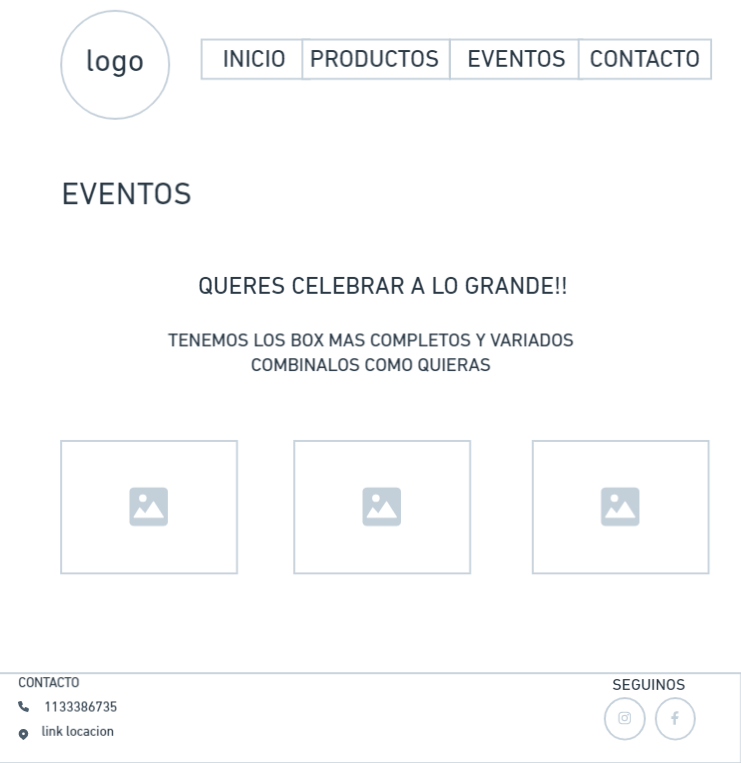 logo
INICIO
PRODUCTOS
EVENTOS
CONTACTO
EVENTOS
QUERES CELEBRAR A LO GRANDE!!
TENEMOS LOS BOX MAS COMPLETOS Y VARIADOS
COMBINALOS COMO QUIERAS
CONTACTO
1133386735
link locacion
SEGUINOS